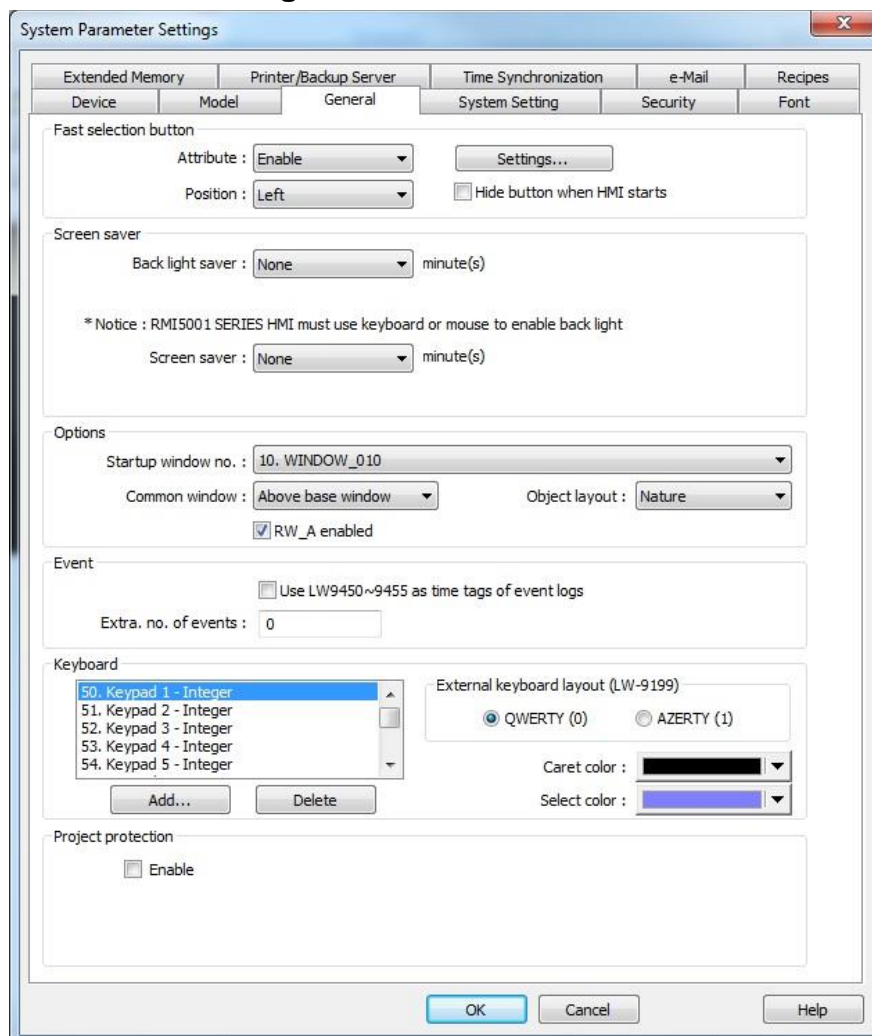 System Parameter Settings
Extended Memory Printer/Backup Server Time Synchronization e-Mail Recipes
Device Model General System Setting Security Font
Fast selection button
Attribute : Enable Settings...
Position : Left Hide button when HMI starts
Screen saver
Back light saver : None minute(s)
* Notice : RMI5001 SERIES HMI must use keyboard or mouse to enable back light
Screen saver : None minute(s)
Options
Startup window no. : 10. WINDOW_010
Common window : Above base window Object layout : Nature
RW_A enabled
Event
Use LW9450~9455 as time tags of event logs
Extra. no. of events : 0
Keyboard
50. Keypad 1 - Integer
51. Keypad 2 - Integer
52. Keypad 3 - Integer
53. Keypad 4 - Integer
54. Keypad 5 - Integer
External keyboard layout (LW-9199)
QWERTY (0) AZERTY (1)
Caret color :
Select color :
Add... Delete
Project protection
Enable
OK Cancel Help